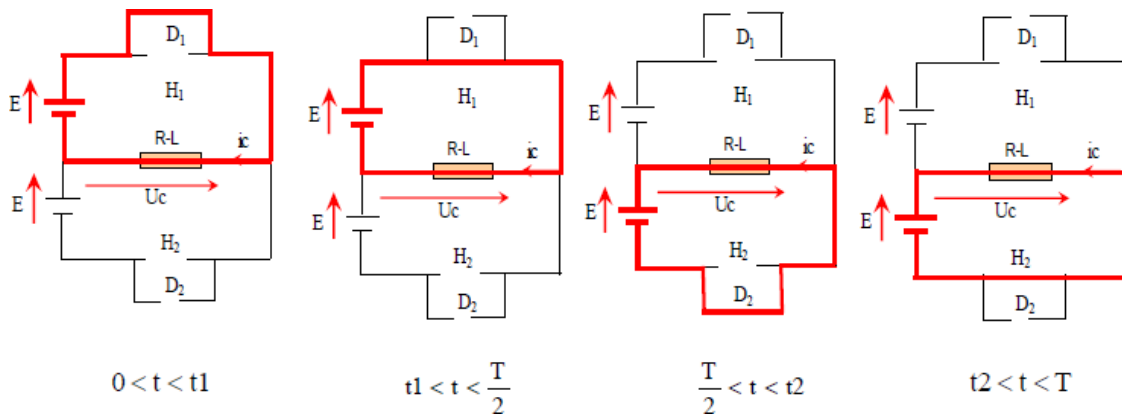 D1
H1
E
R-L
ic
E
Uc
H2
D2
0 < t < t1
D1
H1
E
R-L
ic
E
Uc
H2
D2
t1 < t < T/2
D1
H1
E
R-L
ic
E
Uc
H2
D2
T/2 < t < t2
D1
H1
E
R-L
ic
E
Uc
H2
D2
t2 < t < T